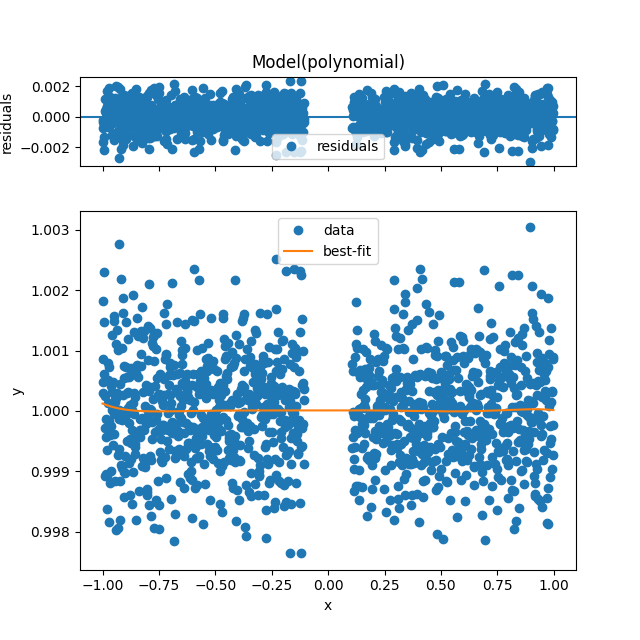 Model(polynomial)
0.002
0.000
−0.002
residuals
residuals
1.003
1.002
1.001
1.000
0.999
0.998
y
data
best-fit
−1.00 −0.75 −0.50 −0.25 0.00 0.25 0.50 0.75 1.00
x